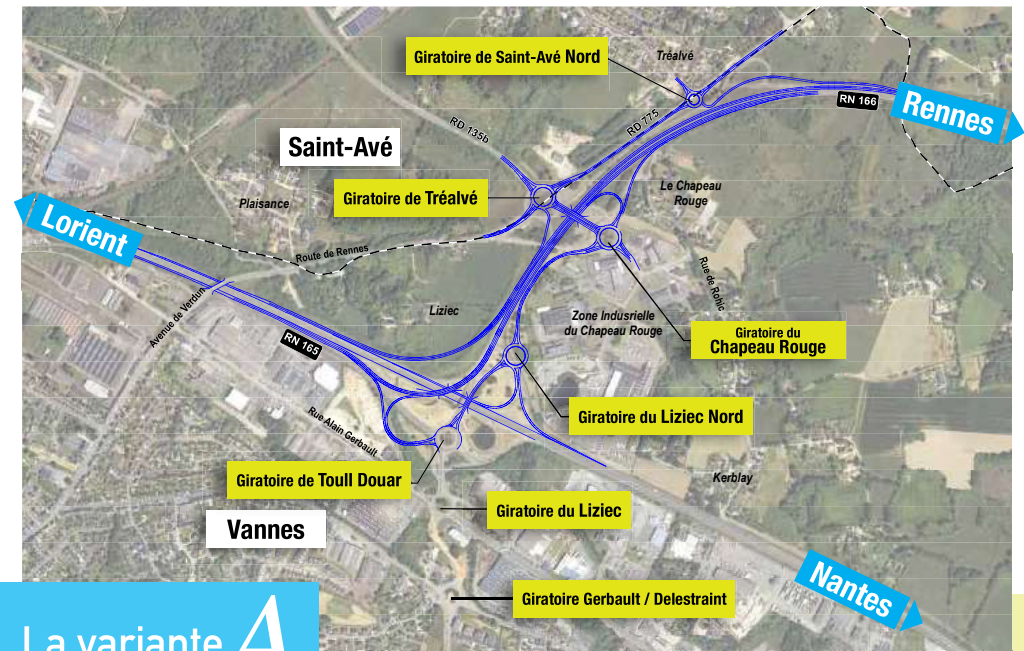 Giratoire de Saint-Avé Nord
Tréalvé
RN 166
Rennes
RD 135b
RD 775
Saint-Avé
Giratoire de Tréalvé
Le Chapeau
Rouge
Plaisance
Lorient
Route de Rennes
Rue de Rohic
Avenue de Verdun
Liziec
Zone Indusrielle
du Chapeau Rouge
Giratoire du
Chapeau Rouge
RN 165
Giratoire du Liziec Nord
Rue Alain Gerbault
Giratoire de Toull Douar
Kerblay
Giratoire du Liziec
Vannes
Nantes
Giratoire Gerbault / Delestraint
La variante A